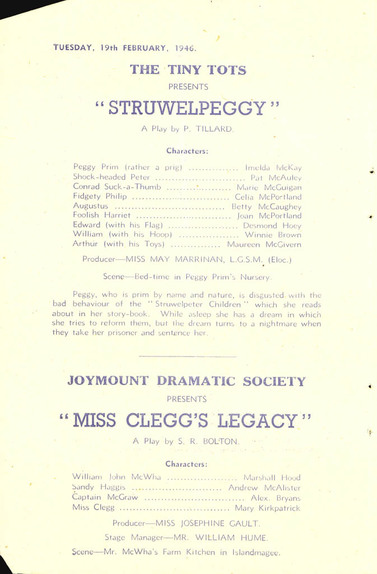 TUESDAY, 19th FEBRUARY, 1946.
THE TINY TOTS
PRESENTS
"STRUWELPEGGY"
A Play by P. TILLARD.
Characters:
Peggy Prim (rather a prig) .............. Imelda McKay
Shock-headed Peter ......................... Pat McAuley
Conrad Suck-a-Thumb .................. Marie McGuigan
Fidgety Philip .............................. Celia McPortland
Augustus .................................. Betty McCaughey
Foolish Harriet ........................... Joan McPortland
Edward (with his Flag) .................. Desmond Huey
William (with his Hoop) .................. Winnie Brown
Arthur (with his Toys) ............... Maureen McGivern
Producer—MISS MAY MARRINAN, L.G.S.M. (Eloc.)
Scene—Bed-time in Peggy Prim's Nursery.
Peggy, who is prim by name and nature, is disgusted with the
bad behaviour of the "Struwelpeter Children" which she reads
about in her story-book. While asleep she has a dream in which
she tries to reform them, but the dream turns to a nightmare when
they take her prisoner and sentence her.
JOYMOUNT DRAMATIC SOCIETY
PRESENTS
"MISS CLEGG'S LEGACY"
A Play by S. R. BOLTON.
Characters:
William John McWha .................... Marshall Hood
Sandy Haggis ........................... Andrew McAlister
Captain McGraw ............................. Alex. Bryans
Miss Clegg ................................ Mary Kirkpatrick
Producer—MISS JOSEPHINE GAULT.
Stage Manager—MR. WILLIAM HUME.
Scene—Mr. McWha's Farm Kitchen in Islandmagee.